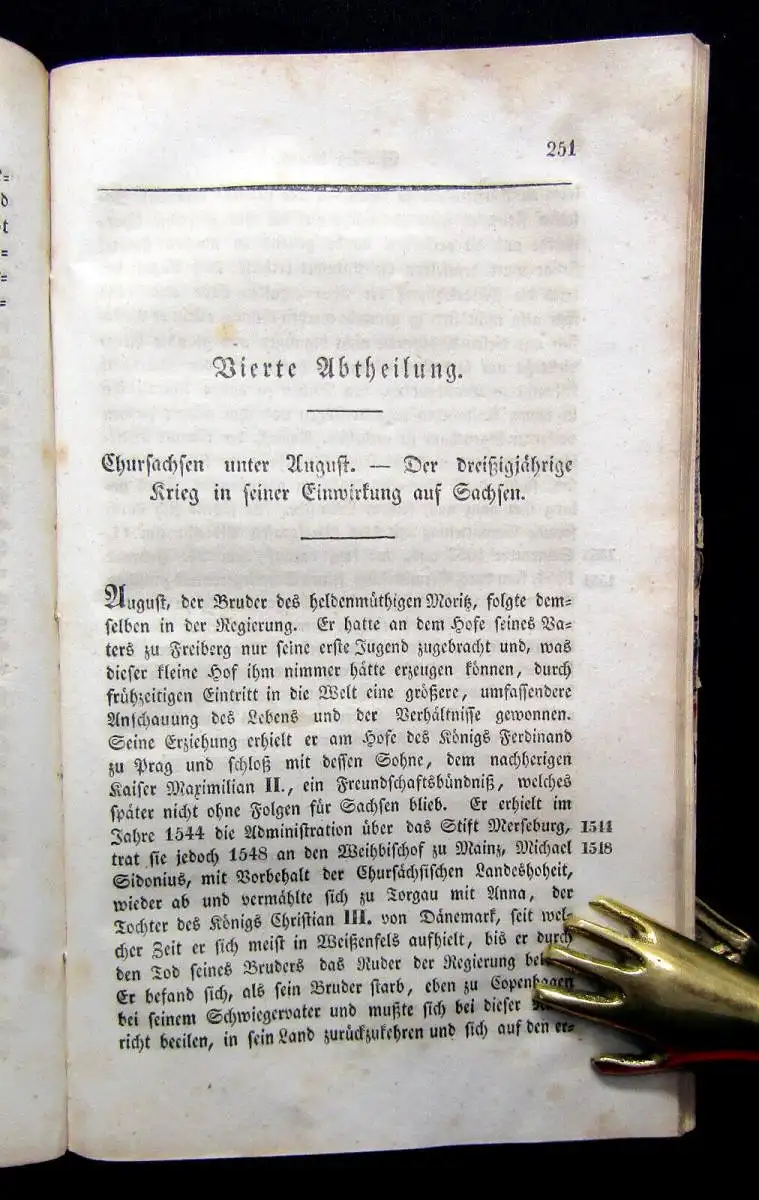 251
Vierte Abtheilung.
Chursachsen unter August. — Der dreißigjährige
Krieg in seiner Einwirkung auf Sachsen.
August, der Bruder des heldenmüthigen Moritz, folgte dem=
selben in der Regierung. Er hatte an dem Hofe seines Va=
ters zu Freiberg nur seine erste Jugend zugebracht und, was
dieser kleine Hof ihm nimmer hätte erzeugen können, durch
frühzeitigen Eintritt in die Welt eine größere, umfassendere
Anschauung des Lebens und der Verhältnisse gewonnen.
Seine Erziehung erhielt er am Hofe des Königs Ferdinand
zu Prag und schloß mit dessen Sohne, dem nachherigen
Kaiser Maximilian II., ein Freundschaftsbündniß, welches
später nicht ohne Folgen für Sachsen blieb. Er erhielt im
Jahre 1544 die Administration über das Stift Merseburg, 1544
trat sie jedoch 1548 an den Weihbischof zu Mainz, Michael 1548
Sidonius, mit Vorbehalt der Chursächsischen Landeshoheit,
wieder ab und vermählte sich zu Torgau mit Anna, der
Tochter des Königs Christian III. von Dänemark, seit wel=
cher Zeit er sich meist in Weißenfels aufhielt, bis er durch
den Tod seines Bruders das Ruder der Regierung
Er befand sich, als sein Bruder starb, eben zu Copenhagen
bei seinem Schwiegervater und mußte sich bei dieser
richt beeilen, in sein Land zurückzukehren und sich auf den er=